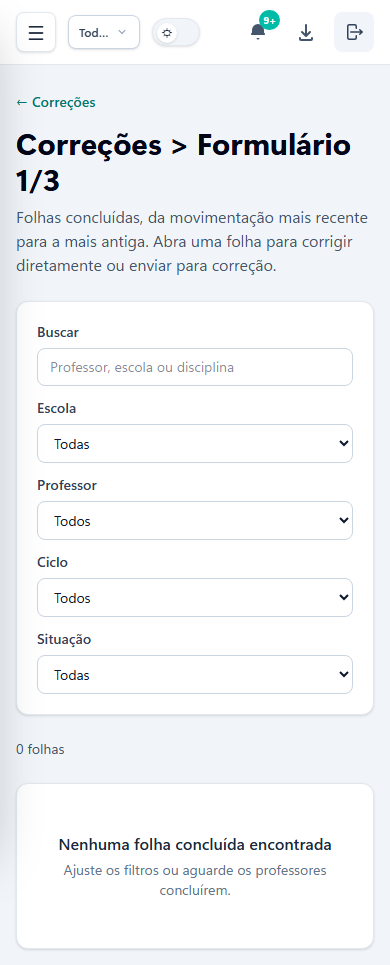 Tod...
9+
← Correções
Correções > Formulário
1/3
Folhas concluídas, da movimentação mais recente
para a mais antiga. Abra uma folha para corrigir
diretamente ou enviar para correção.
Buscar
Professor, escola ou disciplina
Escola
Todas
Professor
Todos
Ciclo
Todos
Situação
Todas
0 folhas
Nenhuma folha concluída encontrada
Ajuste os filtros ou aguarde os professores
concluírem.